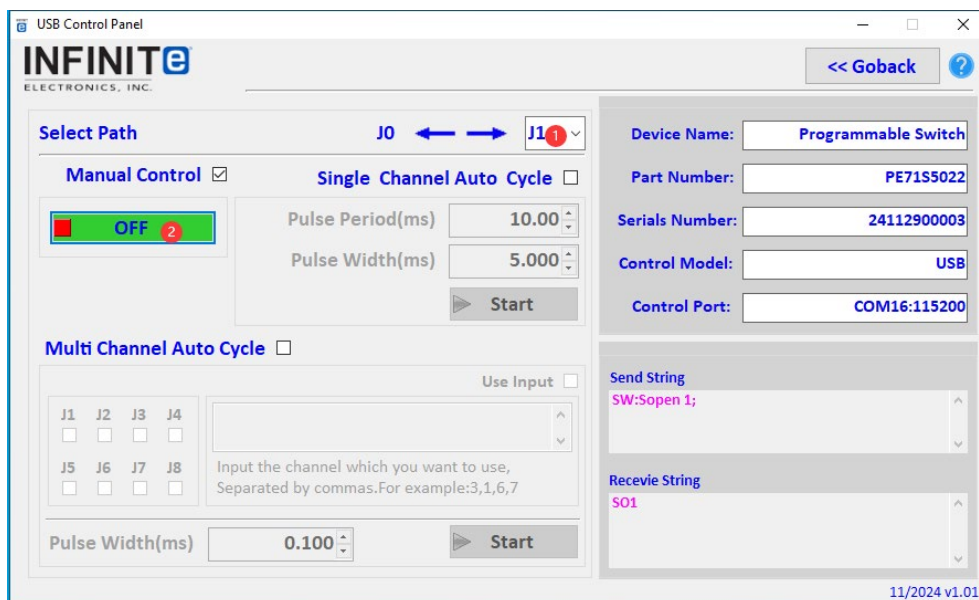 USB Control Panel
INFINITe
ELECTRONICS, INC.
<< Goback
?
Select Path
J0
J1
1
Manual Control
OFF
2
Single Channel Auto Cycle
Pulse Period(ms)
10.00
Pulse Width(ms)
5.000
Start
Multi Channel Auto Cycle
Use Input
J1 J2 J3 J4
J5 J6 J7 J8
Input the channel which you want to use,
Separated by commas.For example:3,1,6,7
Pulse Width(ms)
0.100
Start
Device Name: Programmable Switch
Part Number: PE71S5022
Serials Number: 24112900003
Control Model: USB
Control Port: COM16:115200
Send String
SW:Sopen 1;
Recevie String
SO1
11/2024 v1.01